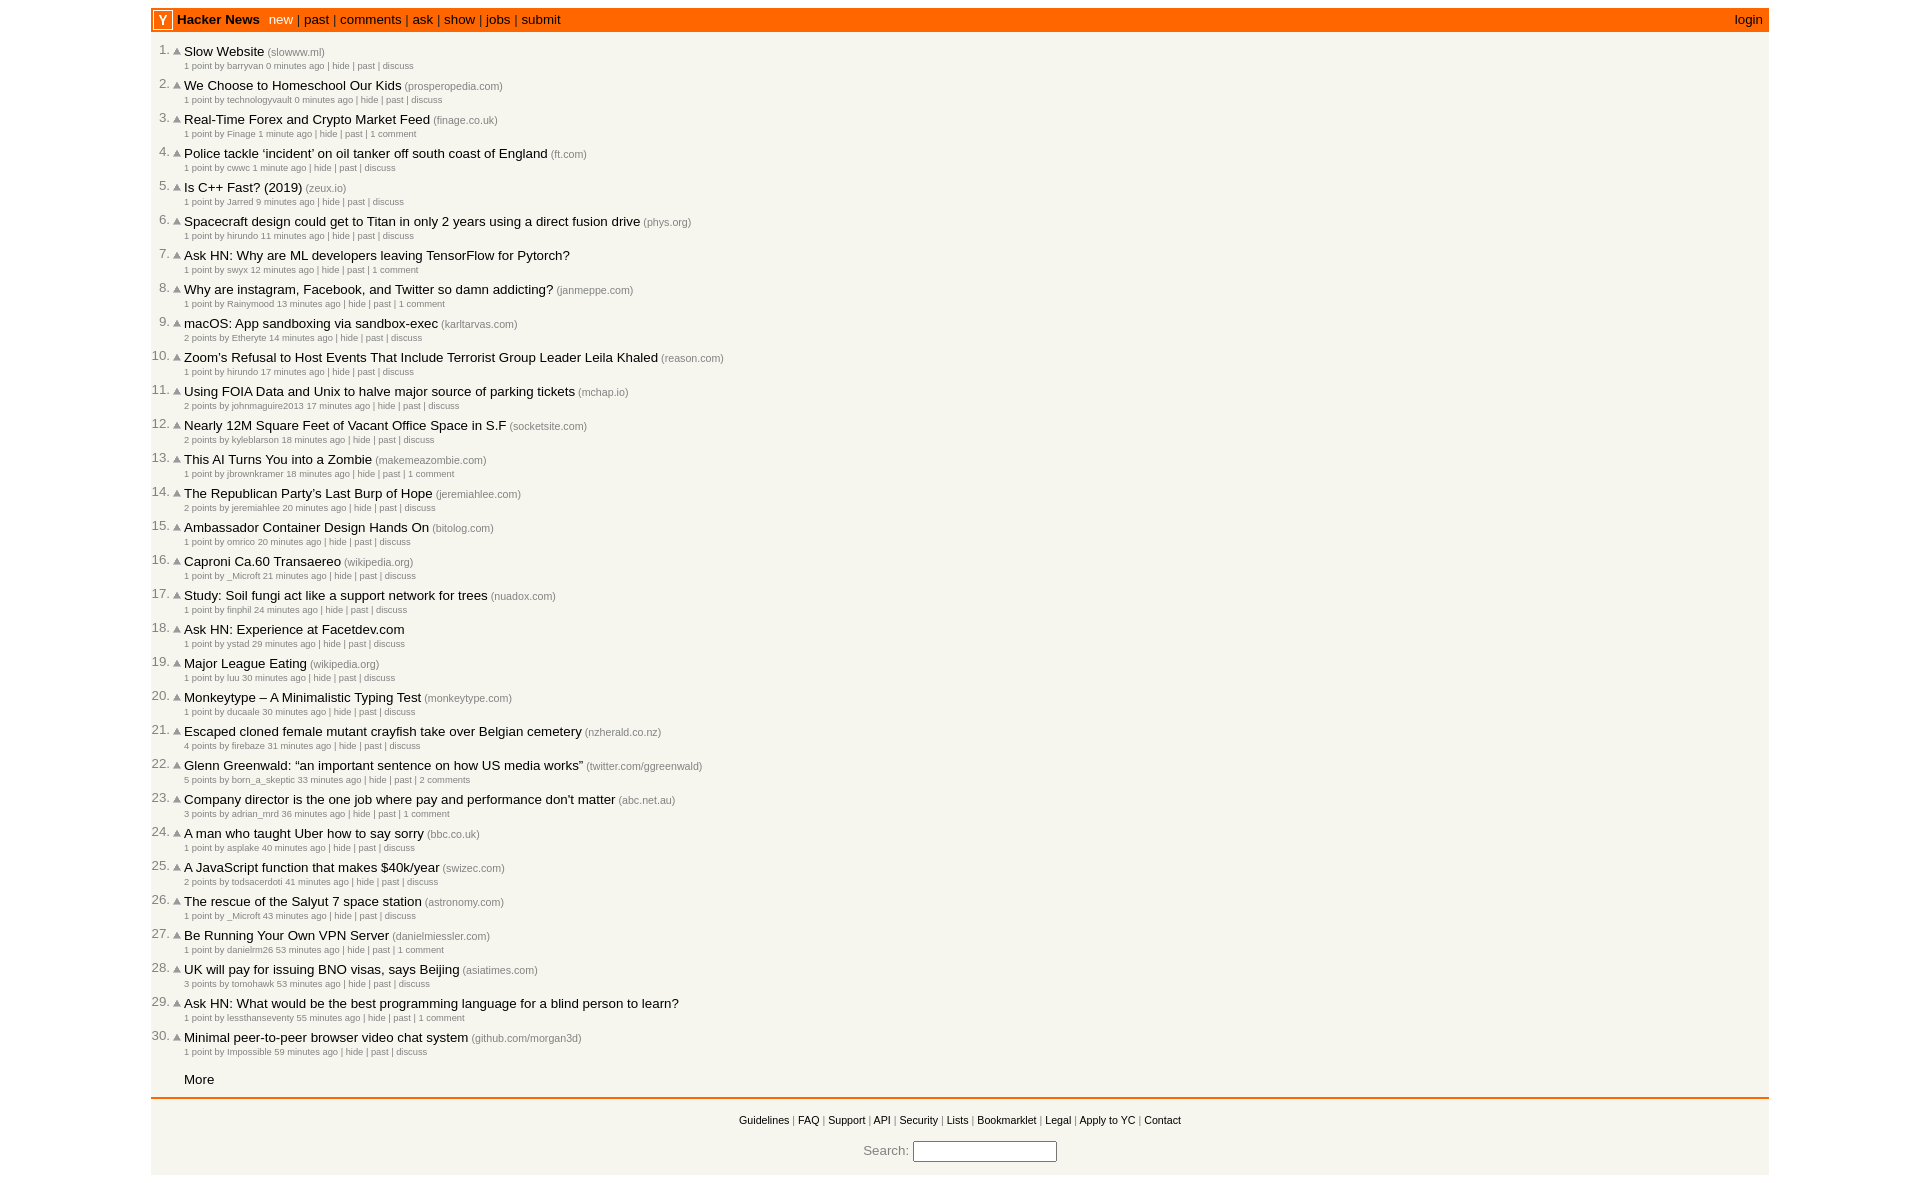 Y Hacker News new | past | comments | ask | show | jobs | submit login
1. Slow Website (slowww.ml)
1 point by barryvan 0 minutes ago | hide | past | discuss
2. We Choose to Homeschool Our Kids (prosperopedia.com)
1 point by technologyvault 0 minutes ago | hide | past | discuss
3. Real-Time Forex and Crypto Market Feed (finage.co.uk)
1 point by Finage 1 minute ago | hide | past | 1 comment
4. Police tackle ‘incident’ on oil tanker off south coast of England (ft.com)
1 point by cwwc 1 minute ago | hide | past | discuss
5. Is C++ Fast? (2019) (zeux.io)
1 point by Jarred 9 minutes ago | hide | past | discuss
6. Spacecraft design could get to Titan in only 2 years using a direct fusion drive (phys.org)
1 point by hirundo 11 minutes ago | hide | past | discuss
7. Ask HN: Why are ML developers leaving TensorFlow for Pytorch?
1 point by swyx 12 minutes ago | hide | past | 1 comment
8. Why are instagram, Facebook, and Twitter so damn addicting? (janmeppe.com)
1 point by Rainymood 13 minutes ago | hide | past | 1 comment
9. macOS: App sandboxing via sandbox-exec (karltarvas.com)
2 points by Etheryte 14 minutes ago | hide | past | discuss
10. Zoom’s Refusal to Host Events That Include Terrorist Group Leader Leila Khaled (reason.com)
1 point by hirundo 17 minutes ago | hide | past | discuss
11. Using FOIA Data and Unix to halve major source of parking tickets (mchap.io)
2 points by johnmaguire2013 17 minutes ago | hide | past | discuss
12. Nearly 12M Square Feet of Vacant Office Space in S.F (socketsite.com)
2 points by kyleblarson 18 minutes ago | hide | past | discuss
13. This AI Turns You into a Zombie (makemeazombie.com)
1 point by jbrownkramer 18 minutes ago | hide | past | 1 comment
14. The Republican Party’s Last Burp of Hope (jeremiahlee.com)
2 points by jeremiahlee 20 minutes ago | hide | past | discuss
15. Ambassador Container Design Hands On (bitolog.com)
1 point by omrico 20 minutes ago | hide | past | discuss
16. Caproni Ca.60 Transaereo (wikipedia.org)
1 point by _Microft 21 minutes ago | hide | past | discuss
17. Study: Soil fungi act like a support network for trees (nuadox.com)
1 point by finphil 24 minutes ago | hide | past | discuss
18. Ask HN: Experience at Facetdev.com
1 point by ystad 29 minutes ago | hide | past | discuss
19. Major League Eating (wikipedia.org)
1 point by luu 30 minutes ago | hide | past | discuss
20. Monkeytype – A Minimalistic Typing Test (monkeytype.com)
1 point by ducaale 30 minutes ago | hide | past | discuss
21. Escaped cloned female mutant crayfish take over Belgian cemetery (nzherald.co.nz)
4 points by firebaze 31 minutes ago | hide | past | discuss
22. Glenn Greenwald: “an important sentence on how US media works” (twitter.com/ggreenwald)
5 points by born_a_skeptic 33 minutes ago | hide | past | 2 comments
23. Company director is the one job where pay and performance don't matter (abc.net.au)
3 points by adrian_mrd 36 minutes ago | hide | past | 1 comment
24. A man who taught Uber how to say sorry (bbc.co.uk)
1 point by asplake 40 minutes ago | hide | past | discuss
25. A JavaScript function that makes $40k/year (swizec.com)
2 points by todsacerdoti 41 minutes ago | hide | past | discuss
26. The rescue of the Salyut 7 space station (astronomy.com)
1 point by _Microft 43 minutes ago | hide | past | discuss
27. Be Running Your Own VPN Server (danielmiessler.com)
1 point by danielrm26 53 minutes ago | hide | past | 1 comment
28. UK will pay for issuing BNO visas, says Beijing (asiatimes.com)
3 points by tomohawk 53 minutes ago | hide | past | discuss
29. Ask HN: What would be the best programming language for a blind person to learn?
1 point by lessthanseventy 55 minutes ago | hide | past | 1 comment
30. Minimal peer-to-peer browser video chat system (github.com/morgan3d)
1 point by Impossible 59 minutes ago | hide | past | discuss
More
Guidelines | FAQ | Support | API | Security | Lists | Bookmarklet | Legal | Apply to YC | Contact
Search: